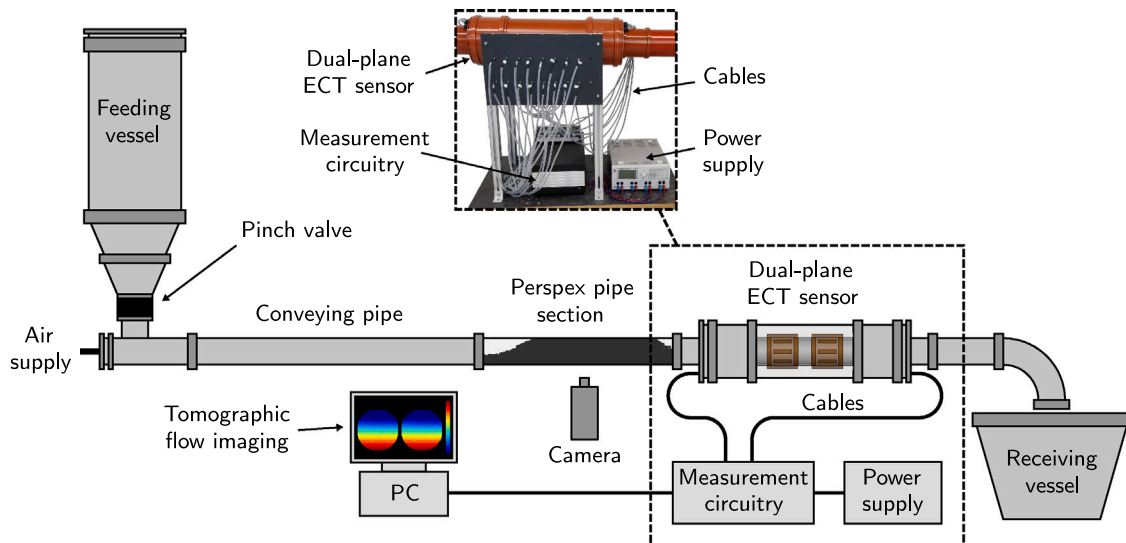 Feeding
vessel
Dual-plane
ECT sensor
Measurement
circuitry
Cables
Power
supply
Pinch valve
Air
supply
Conveying pipe
Perspex pipe
section
Dual-plane
ECT sensor
Tomographic
flow imaging
PC
Camera
Cables
Measurement
circuitry
Power
supply
Receiving
vessel